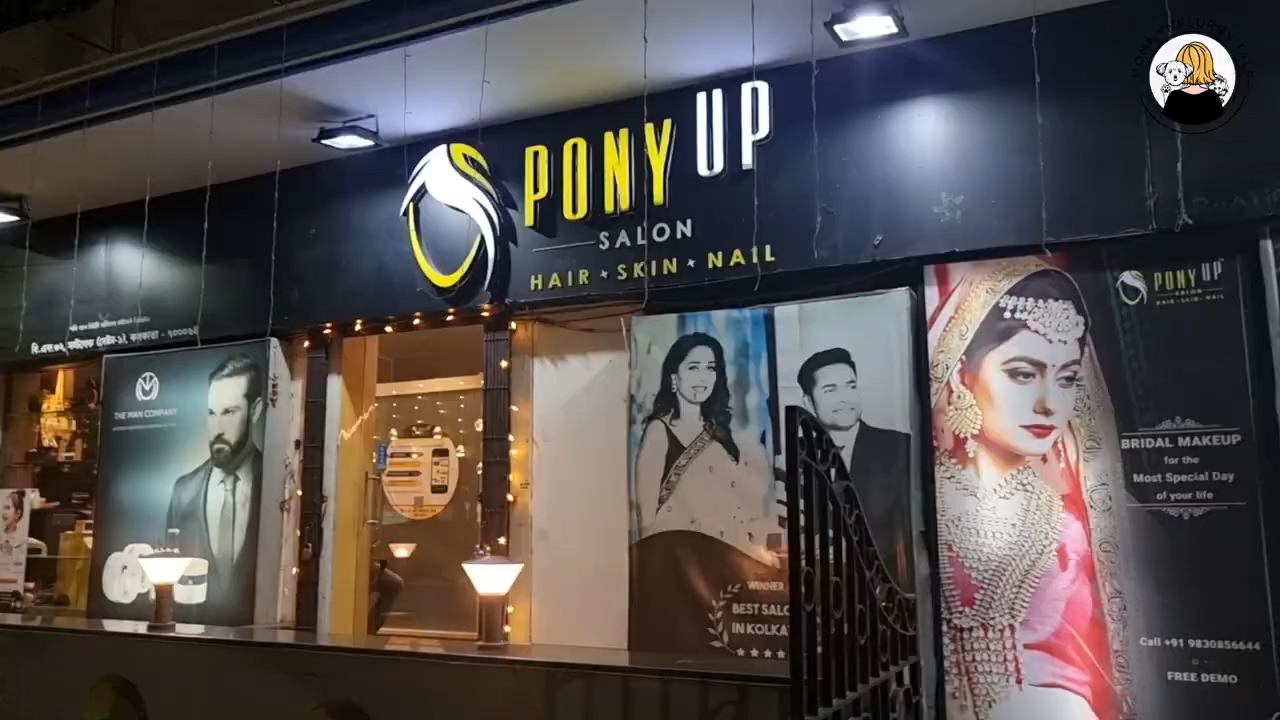 PONY UP
SALON
HAIR + SKIN + NAIL
THE MAN COMPANY
WINNER
BEST SALO
IN KOLKA
PONY UP
SALON
HAIR + SKIN + NAIL
BRIDAL MAKEUP
for the
Most Special Day
of your life
Call +91 9830856644
FREE DEMO